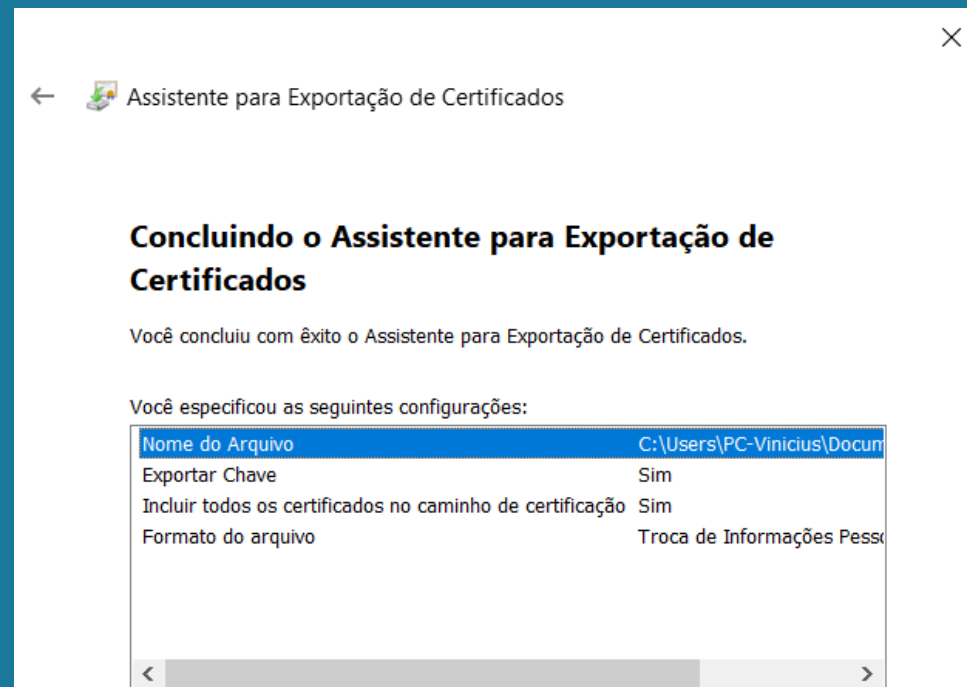 Assistente para Exportação de Certificados
Concluindo o Assistente para Exportação de
Certificados
Você concluiu com êxito o Assistente para Exportação de Certificados.
Você especificou as seguintes configurações:
Nome do Arquivo C:\Users\PC-Vinicius\Docum
Exportar Chave Sim
Incluir todos os certificados no caminho de certificação Sim
Formato do arquivo Troca de Informações Pesso